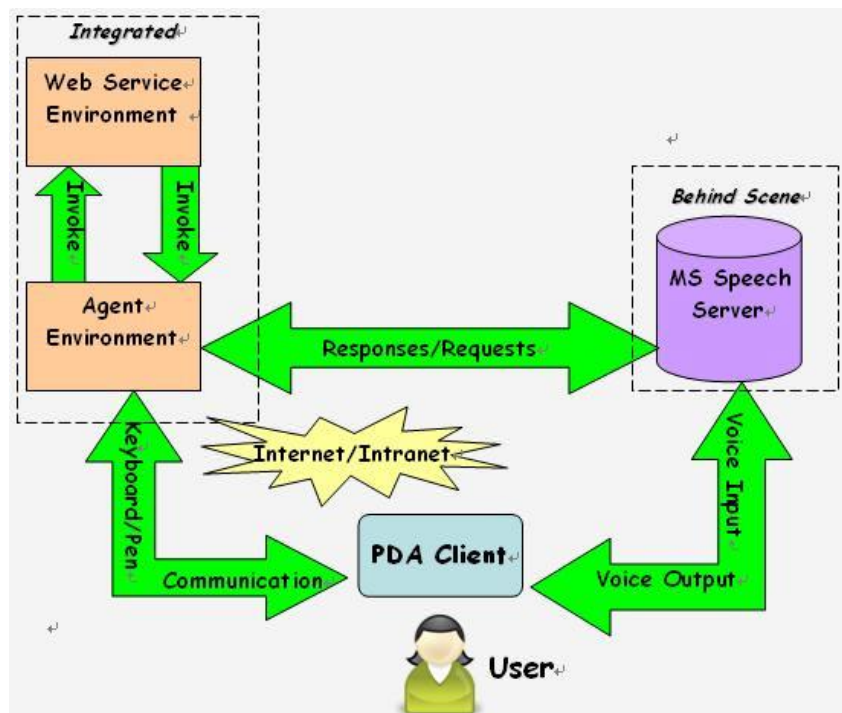 Integrated
Web Service
Environment
Invoke
Invoke
Agent
Environment
Behind Scene
MS Speech
Server
Responses/Requests
Internet/Intranet
Keyboard/Pen
Communication
PDA Client
Voice Input
Voice Output
User